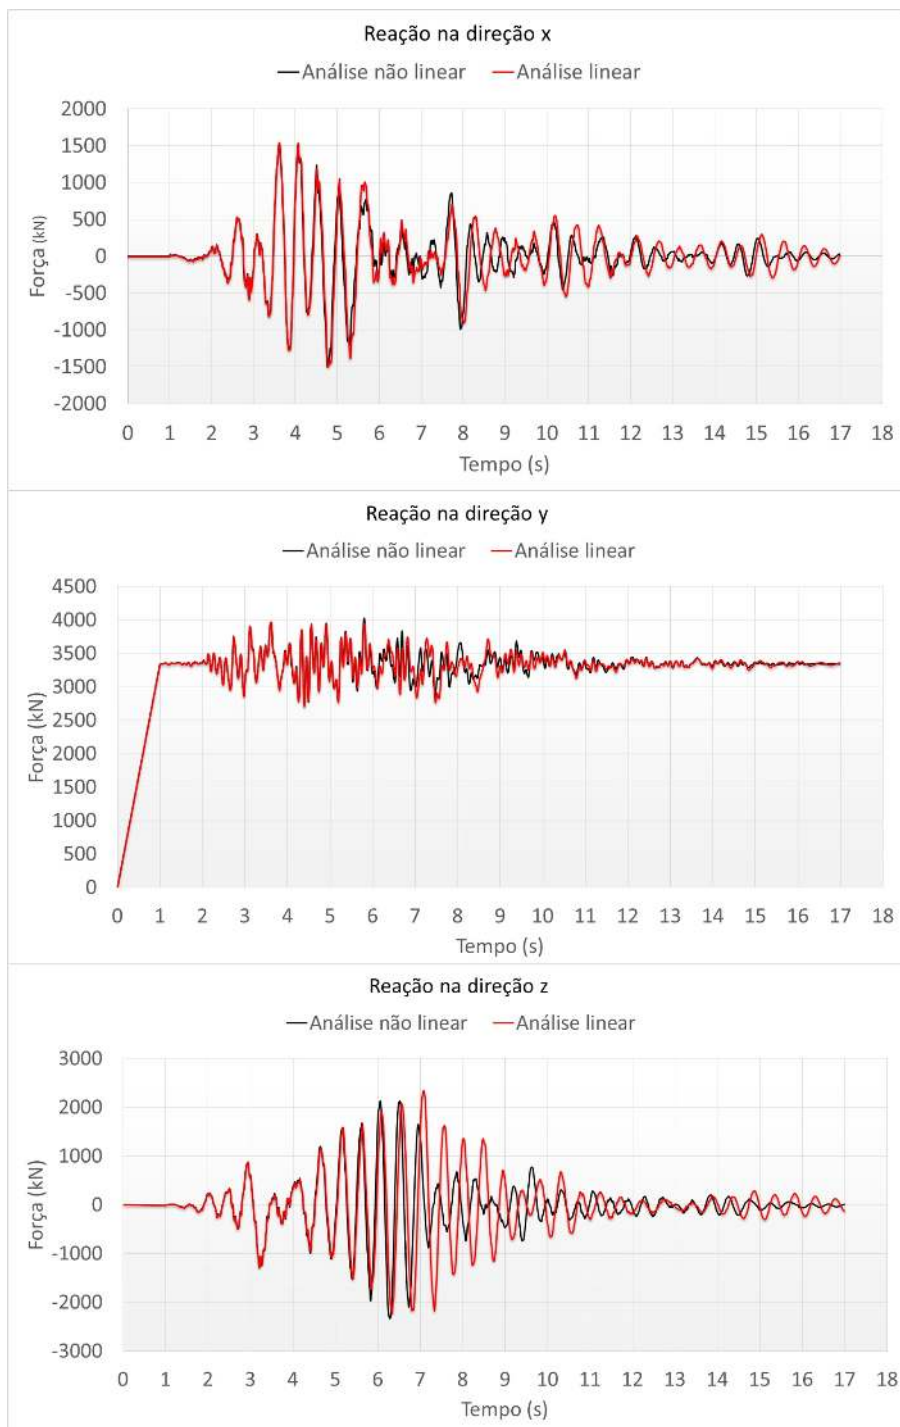 Reação na direção x
Análise não linear Análise linear
2000
1500
1000
500
0
-500
-1000
-1500
-2000
Força (kN)
0 1 2 3 4 5 6 7 8 9 10 11 12 13 14 15 16 17 18
Tempo (s)
Reação na direção y
Análise não linear Análise linear
4500
4000
3500
3000
2500
2000
1500
1000
500
0
Força (kN)
0 1 2 3 4 5 6 7 8 9 10 11 12 13 14 15 16 17 18
Tempo (s)
Reação na direção z
Análise não linear Análise linear
3000
2000
1000
0
-1000
-2000
-3000
Força (kN)
0 1 2 3 4 5 6 7 8 9 10 11 12 13 14 15 16 17 18
Tempo (s)